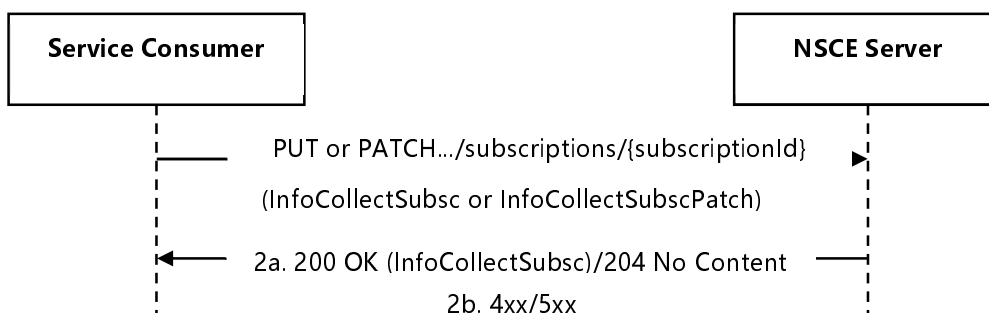 Service Consumer
NSCE Server
PUT or PATCH.../subscriptions/{subscriptionId}
(InfoCollectSubsc or InfoCollectSubscPatch)
2a. 200 OK (InfoCollectSubsc)/204 No Content
2b. 4xx/5xx